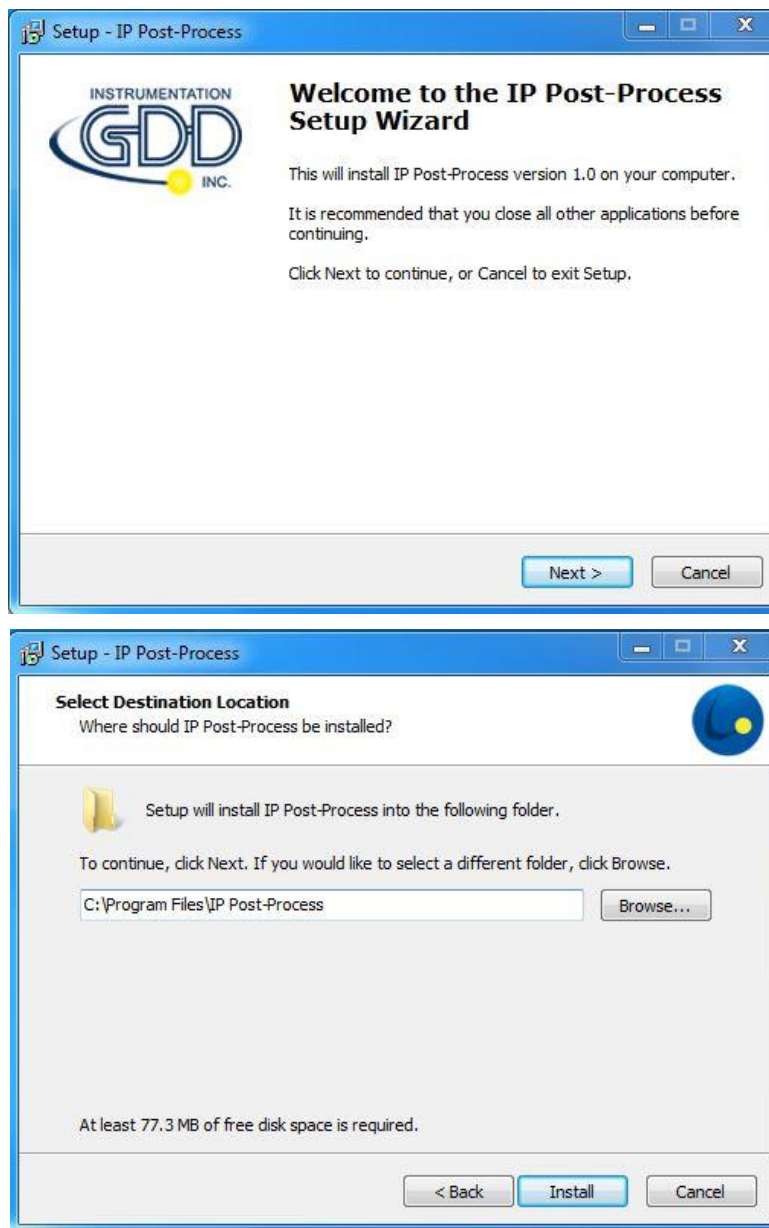 Setup - IP Post-Process
INSTRUMENTATION
GDD
INC.
Welcome to the IP Post-Process
Setup Wizard
This will install IP Post-Process version 1.0 on your computer.
It is recommended that you close all other applications before
continuing.
Click Next to continue, or Cancel to exit Setup.
Next >
Cancel
Setup - IP Post-Process
Select Destination Location
Where should IP Post-Process be installed?
Setup will install IP Post-Process into the following folder.
To continue, click Next. If you would like to select a different folder, click Browse.
C:\Program Files\IP Post-Process
Browse...
At least 77.3 MB of free disk space is required.
< Back
Install
Cancel